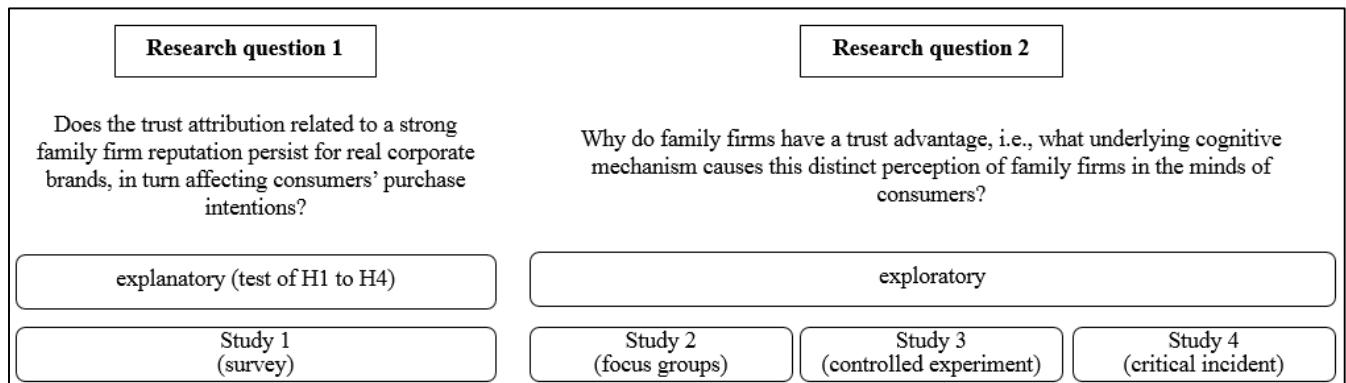 Research question 1
Does the trust attribution related to a strong
family firm reputation persist for real corporate
brands, in turn affecting consumers’ purchase
intentions?
explanatory (test of H1 to H4)
Study 1
(survey)
Research question 2
Why do family firms have a trust advantage, i.e., what underlying cognitive
mechanism causes this distinct perception of family firms in the minds of
consumers?
exploratory
Study 2
(focus groups)
Study 3
(controlled experiment)
Study 4
(critical incident)